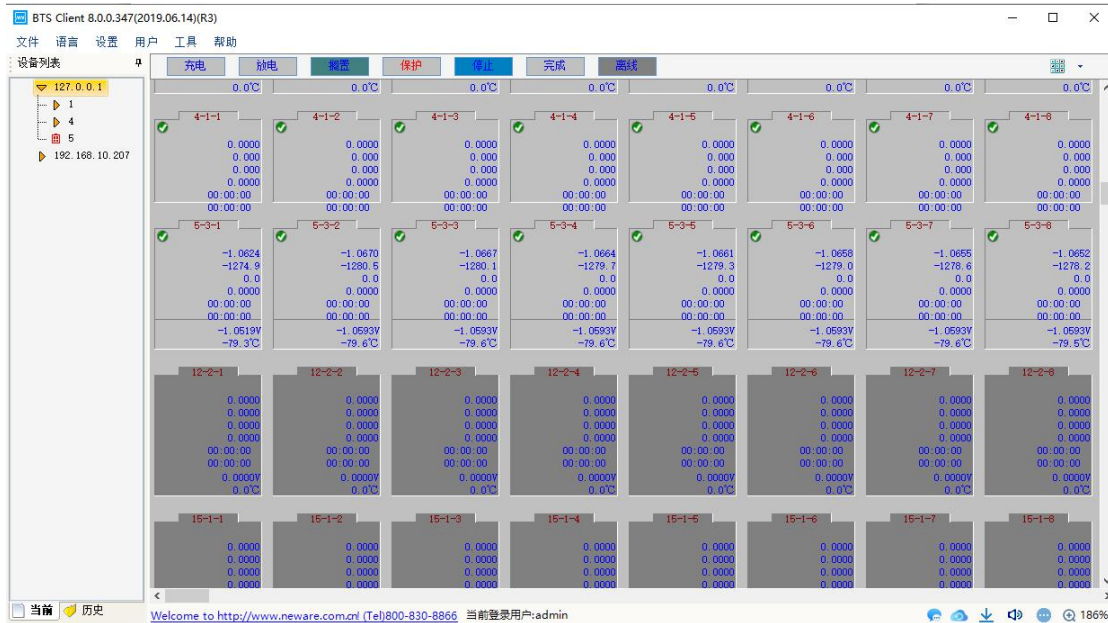 BTS Client 8.0.0.347(2019.06.14)(R3)
文件 语言 设置 用户 工具 帮助
设备列表
充电 放电 搁置 保护 停止 完成 离线
127.0.0.1
1
4
5
192.168.10.207
0.0℃ 0.0℃ 0.0℃ 0.0℃ 0.0℃ 0.0℃ 0.0℃ 0.0℃
4-1-1 4-1-2 4-1-3 4-1-4 4-1-5 4-1-6 4-1-7 4-1-8
0.0000 0.0000 0.0000 0.0000 0.0000 0.0000 0.0000 0.0000
0.000 0.000 0.000 0.000 0.000 0.000 0.000 0.000
0.000 0.000 0.000 0.000 0.000 0.000 0.000 0.000
0.0000 0.0000 0.0000 0.0000 0.0000 0.0000 0.0000 0.0000
00:00:00 00:00:00 00:00:00 00:00:00 00:00:00 00:00:00 00:00:00 00:00:00
00:00:00 00:00:00 00:00:00 00:00:00 00:00:00 00:00:00 00:00:00 00:00:00
5-3-1 5-3-2 5-3-3 5-3-4 5-3-5 5-3-6 5-3-7 5-3-8
-1.0624 -1.0670 -1.0667 -1.0664 -1.0661 -1.0658 -1.0655 -1.0652
-1274.9 -1280.5 -1280.1 -1279.7 -1279.3 -1279.0 -1278.6 -1278.2
0.0 0.0 0.0 0.0 0.0 0.0 0.0 0.0
0.0000 0.0000 0.0000 0.0000 0.0000 0.0000 0.0000 0.0000
00:00:00 00:00:00 00:00:00 00:00:00 00:00:00 00:00:00 00:00:00 00:00:00
00:00:00 00:00:00 00:00:00 00:00:00 00:00:00 00:00:00 00:00:00 00:00:00
-1.0519V -1.0593V -1.0593V -1.0593V -1.0593V -1.0593V -1.0593V -1.0593V
-79.3℃ -79.6℃ -79.6℃ -79.6℃ -79.6℃ -79.6℃ -79.6℃ -79.5℃
12-2-1 12-2-2 12-2-3 12-2-4 12-2-5 12-2-6 12-2-7 12-2-8
0.0000 0.0000 0.0000 0.0000 0.0000 0.0000 0.0000 0.0000
0.0000 0.0000 0.0000 0.0000 0.0000 0.0000 0.0000 0.0000
0.0000 0.0000 0.0000 0.0000 0.0000 0.0000 0.0000 0.0000
0.0000 0.0000 0.0000 0.0000 0.0000 0.0000 0.0000 0.0000
00:00:00 00:00:00 00:00:00 00:00:00 00:00:00 00:00:00 00:00:00 00:00:00
00:00:00 00:00:00 00:00:00 00:00:00 00:00:00 00:00:00 00:00:00 00:00:00
0.0000V 0.0000V 0.0000V 0.0000V 0.0000V 0.0000V 0.0000V 0.0000V
0.0℃ 0.0℃ 0.0℃ 0.0℃ 0.0℃ 0.0℃ 0.0℃ 0.0℃
15-1-1 15-1-2 15-1-3 15-1-4 15-1-5 15-1-6 15-1-7 15-1-8
0.0000 0.0000 0.0000 0.0000 0.0000 0.0000 0.0000 0.0000
0.0000 0.0000 0.0000 0.0000 0.0000 0.0000 0.0000 0.0000
0.0000 0.0000 0.0000 0.0000 0.0000 0.0000 0.0000 0.0000
0.0000 0.0000 0.0000 0.0000 0.0000 0.0000 0.0000 0.0000
当前 历史
Welcome to http://www.neware.com.cn! (Tel)800-830-8866 当前登录用户:admin
186%